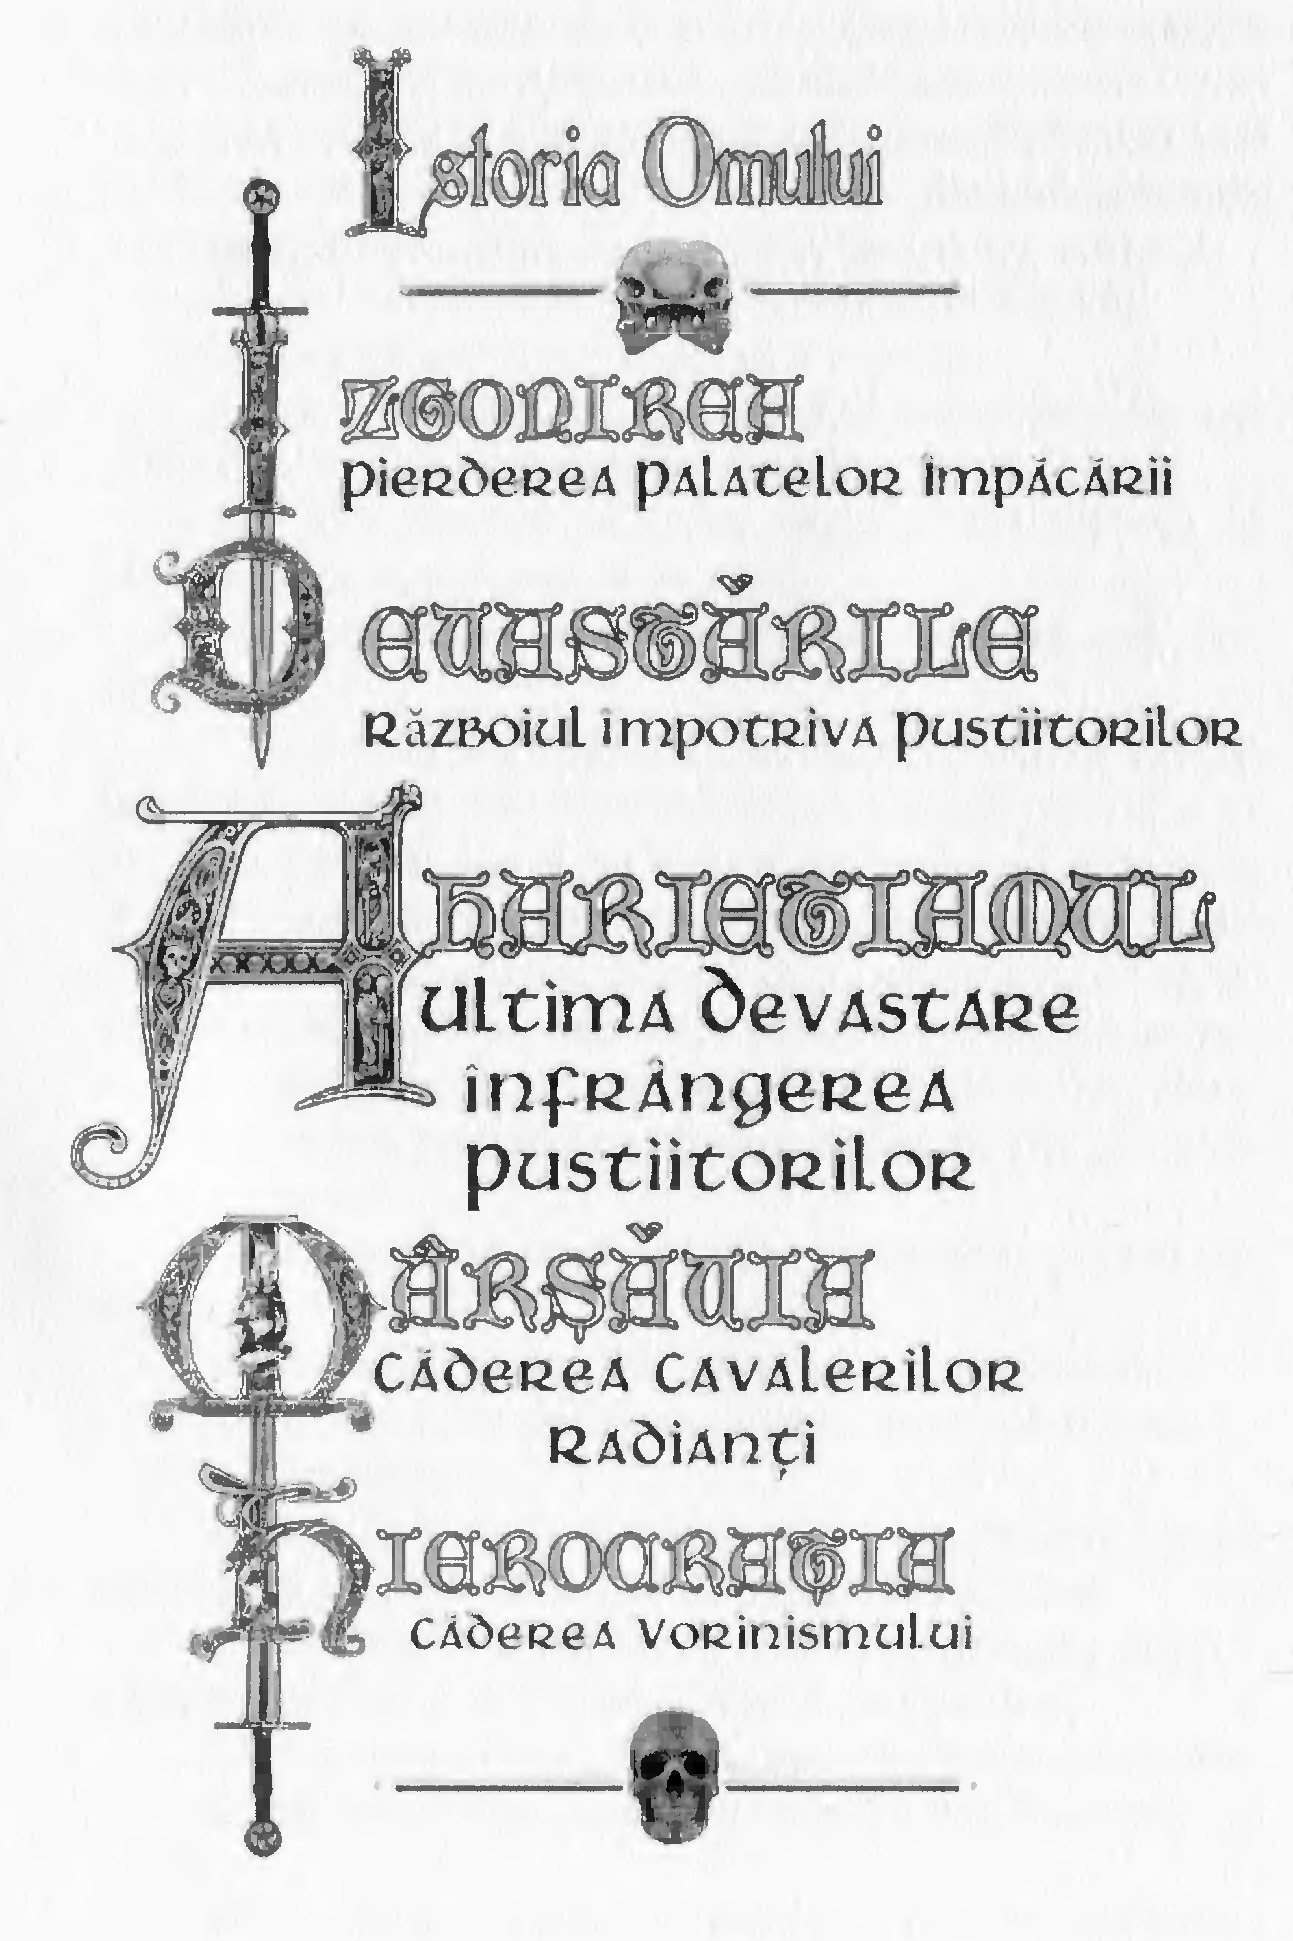 Istoria Omului
IZGONIREA
Pierderea Palatelor Împăcării
DEVASTĂRILE
Războiul împotriva Pustiitorilor
AHARIETIAMUL
Ultima Devastare
înfrângerea
Pustiitorilor
MÂRȘĂVIA
Căderea Cavalerilor
Radianți
HIEROCRAȚIA
Căderea Vorinismului